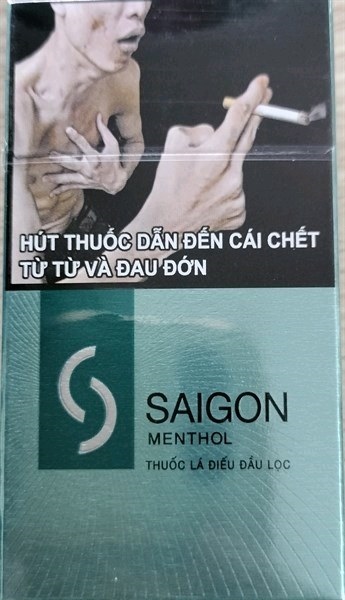 HÚT THUỐC DẪN ĐẾN CÁI CHẾT
TỪ TỪ VÀ ĐAU ĐỚN
SAIGON
MENTHOL
THUỐC LÁ ĐIẾU ĐẦU LỌC